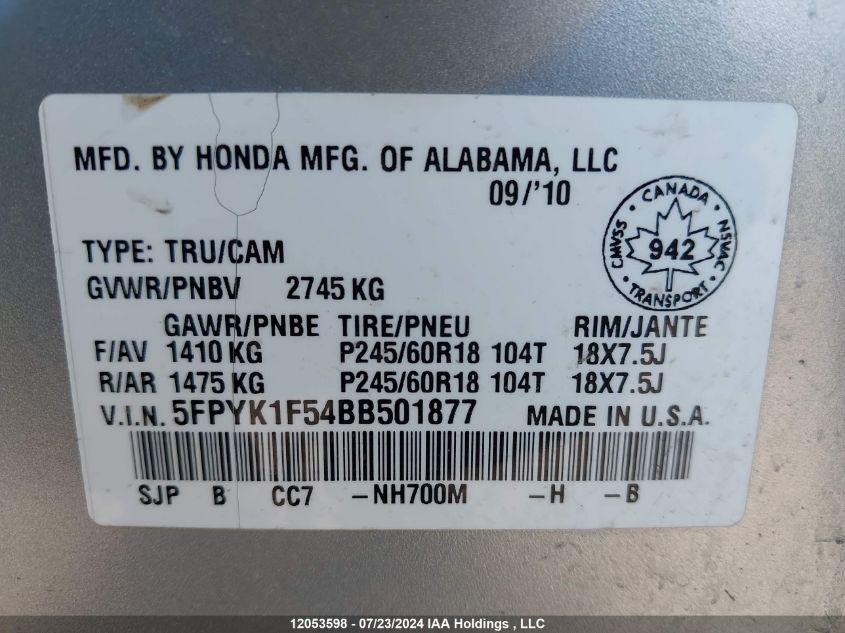 MFD. BY HONDA MFG. OF ALABAMA, LLC
09/'10
CANADA
CMVSS
NSVAC
942
TRANSPORT
TYPE: TRU/CAM
GVWR/PNBV 2745 KG
GAWR/PNBE TIRE/PNEU RIM/JANTE
F/AV 1410 KG P245/60R18 104T 18X7.5J
R/AR 1475 KG P245/60R18 104T 18X7.5J
V.I.N. 5FPYK1F54BB501877 MADE IN U.S.A.
SJP B CC7 -NH700M -H -B
12053598 - 07/23/2024 IAA Holdings , LLC